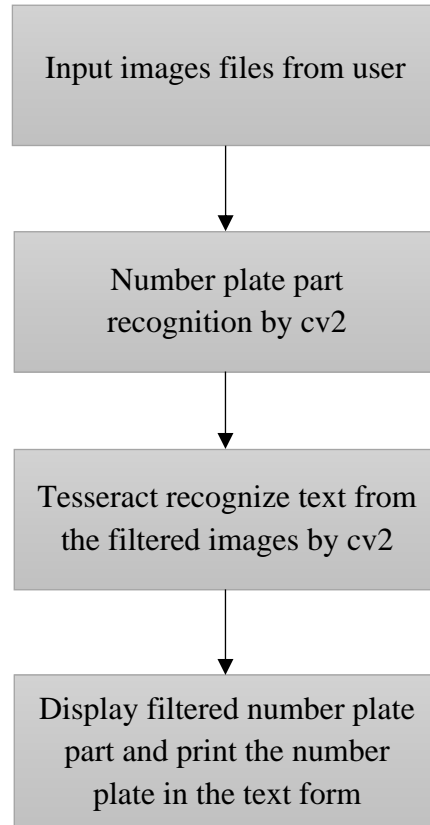 Input images files from user
Number plate part
recognition by cv2
Tesseract recognize text from
the filtered images by cv2
Display filtered number plate
part and print the number
plate in the text form